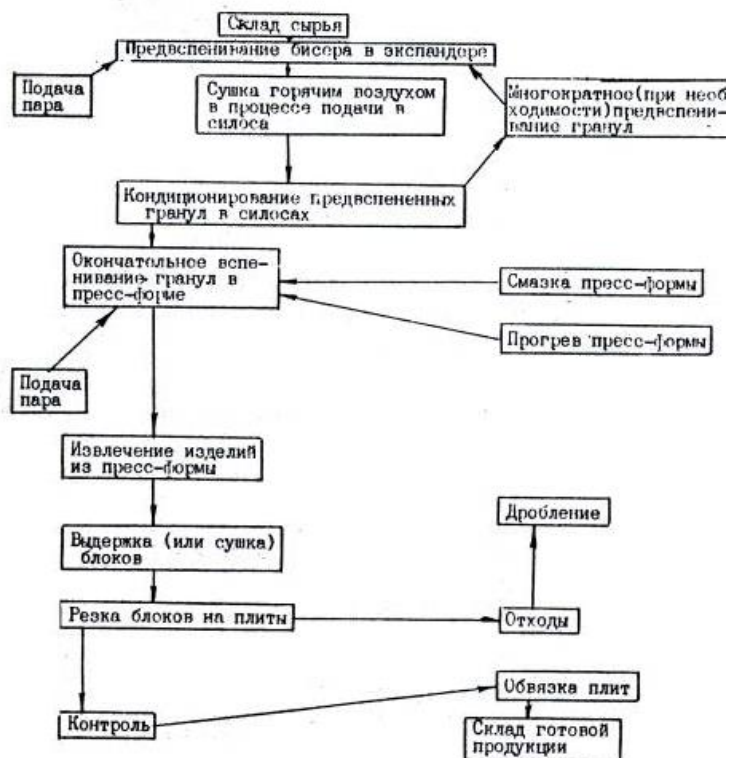 Склад сырья
Предвспенивание бисера в экспандере
Подача
пара
Сушка горячим воздухом
в процессе подачи в
силоса
Многократное(при необ
ходимости)предвспени-
вание гранул
Кондиционирование предвспененных
гранул в силосах
Окончательное вспе-
нивание гранул в
пресс-форме
Смазка пресс-формы
Прогрев пресс-формы
Подача
пара
Извлечение изделий
из пресс-формы
Выдержка (или сушка)
блоков
Дробление
Резка блоков на плиты
Отходы
Обвязка плит
Контроль
Склад готовой
продукции